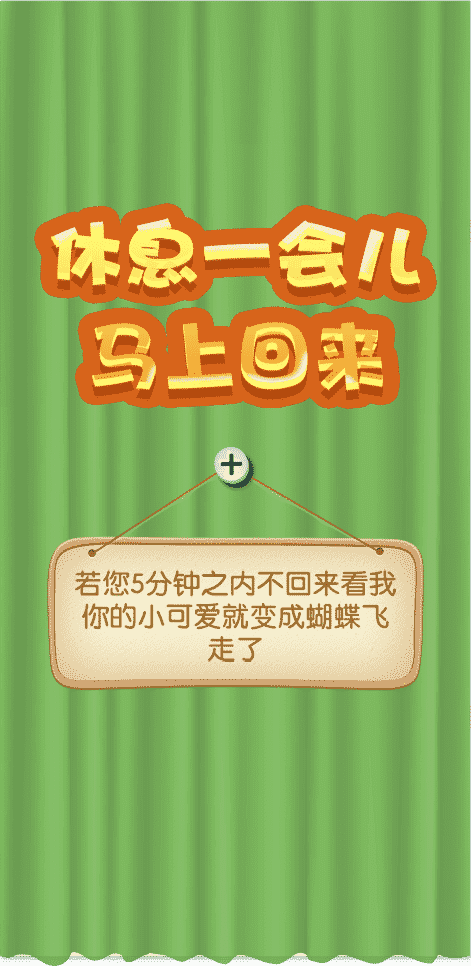 休息一会儿
马上回来
若您5分钟之内不回来看我
你的小可爱就变成蝴蝶飞
走了